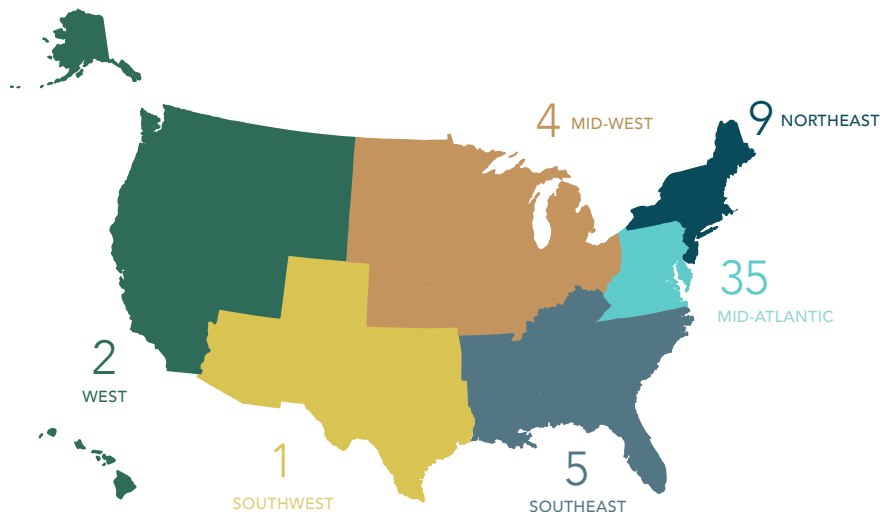 4 MID-WEST
9 NORTHEAST
35
MID-ATLANTIC
2
WEST
1
SOUTHWEST
5
SOUTHEAST